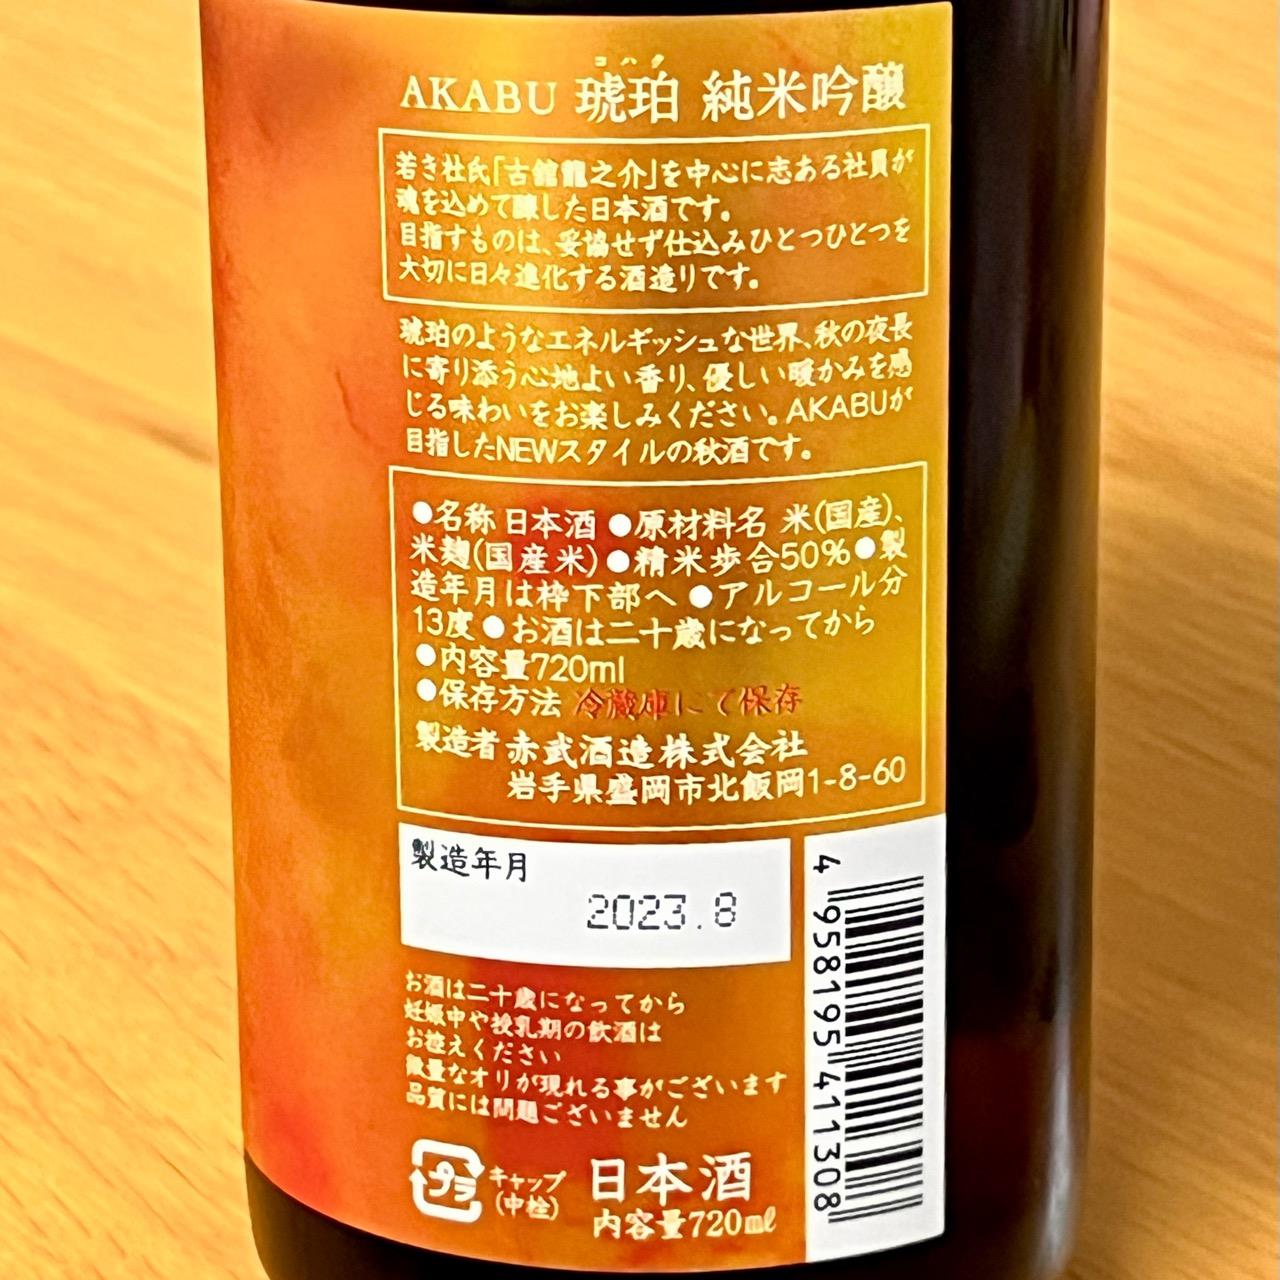 コハク
AKABU 琥珀 純米吟醸
若き杜氏「古舘龍之介」を中心に志ある社員が
魂を込めて醸した日本酒です。
目指すものは、妥協せず仕込みひとつひとつを
大切に日々進化する酒造りです。
琥珀のようなエネルギッシュな世界、秋の夜長
に寄り添う心地よい香り、優しい暖かみを感
じる味わいをお楽しみください。AKABUが
目指したNEWスタイルの秋酒です。
●名称 日本酒 ●原材料名 米(国産)、
米麹(国産米) ●精米歩合50% ●製
造年月は枠下部へ ●アルコール分
13度 ●お酒は二十歳になってから
●内容量720ml
●保存方法 冷蔵庫にて保存
製造者 赤武酒造株式会社
岩手県盛岡市北飯岡1-8-60
製造年月
2023.8
お酒は二十歳になってから
妊娠中や授乳期の飲酒は
お控えください
微量なオリが現れる事がございます
品質には問題ございません
プラ
キャップ
(中栓)
日本酒
内容量720ml
4 958195 411308